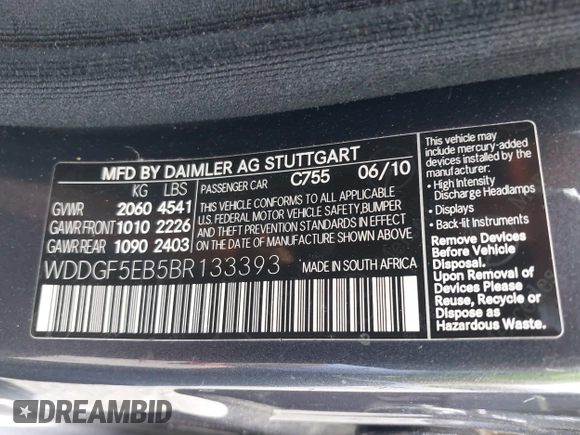 MFD BY DAIMLER AG STUTTGART
KG LBS
GVWR 2060 4541
GAWR FRONT 1010 2226
GAWR REAR 1090 2403
PASSENGER CAR C755 06/10
THIS VEHICLE CONFORMS TO ALL APPLICABLE
U.S. FEDERAL MOTOR VEHICLE SAFETY, BUMPER
AND THEFT PREVENTION STANDARDS IN EFFECT
ON THE DATE OF MANUFACTURE SHOWN ABOVE.
WDDGF5EB5BR133393 MADE IN SOUTH AFRICA
This vehicle may
include mercury-added
devices installed by the
manufacturer:
• High Intensity
Discharge Headlamps
• Displays
• Back-lit Instruments
Remove Devices
Before Vehicle
Disposal.
Upon Removal of
Devices Please
Reuse, Recycle or
Dispose as
Hazardous Waste.
DREAMBID